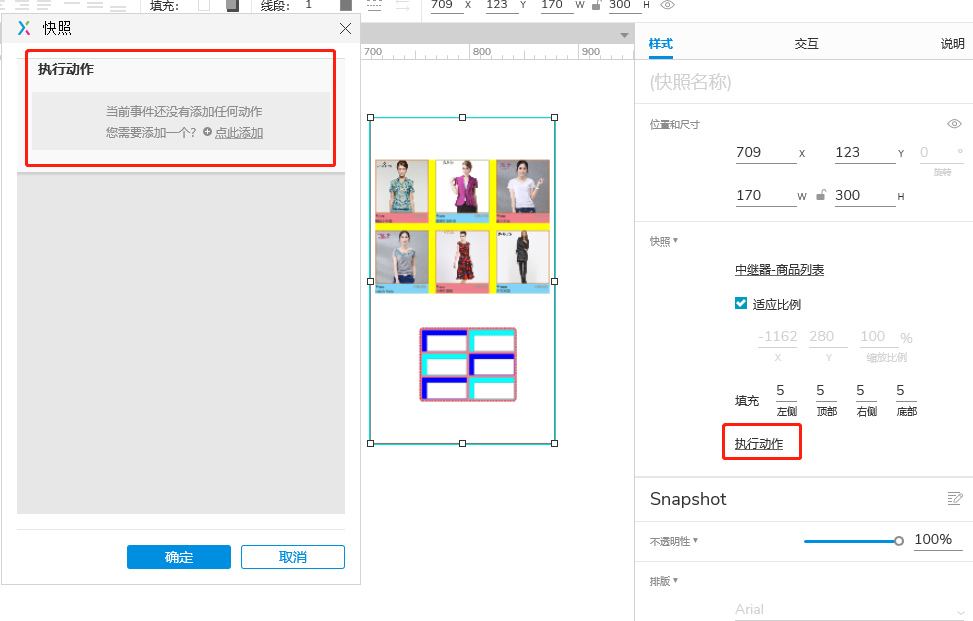 填充:
线段:
1
709 X 123 Y 170 W 300 H
快照
执行动作
当前事件还没有添加任何动作
您需要添加一个? 点此添加
确定
取消
700
800
900
样式
交互
说明
(快照名称)
位置和尺寸
709 X 123 Y 0 °
旋转
170 W 300 H
快照
中继器-商品列表
适应比例
-1162 280 100 %
X Y 缩放比例
填充 5 5 5 5
左侧 顶部 右侧 底部
执行动作
Snapshot
不透明性
100%
排版
Arial